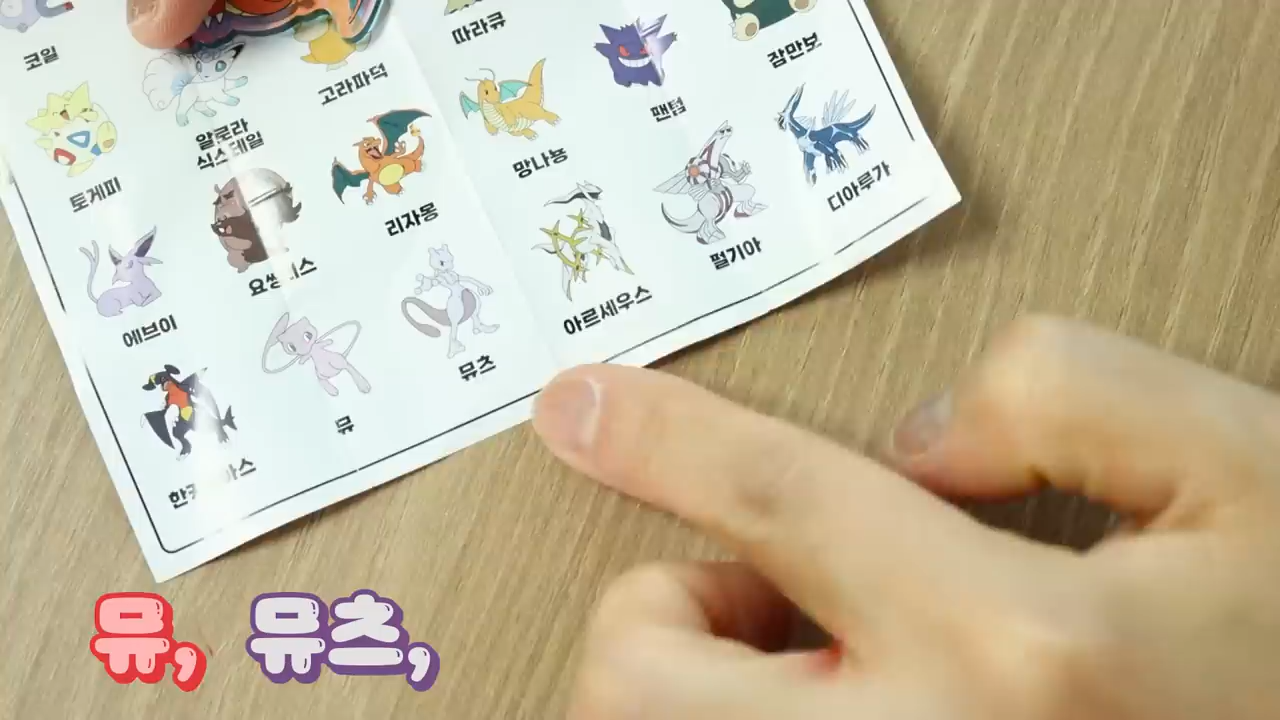 코일
고라파덕
따라큐
팬텀
잠만보
토게피
알로라
식스테일
리자몽
망나뇽
펄기아
디아루가
에브이
뮤츠
아르세우스
뮤
뮤, 뮤츠,